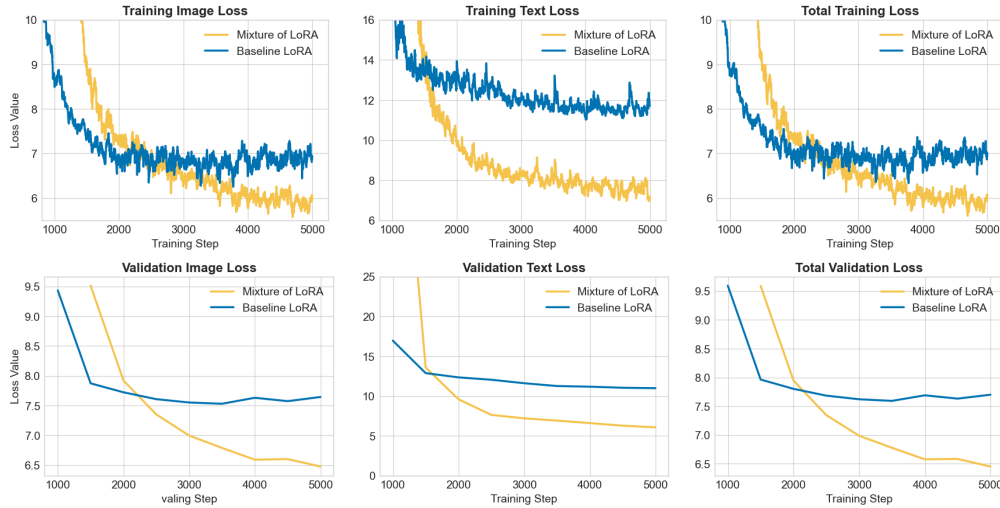 Training Image Loss
10
9
8
7
6
Loss Value
Mixture of LoRA
Baseline LoRA
1000 2000 3000 4000 5000
Training Step
Training Text Loss
16
14
12
10
8
6
Mixture of LoRA
Baseline LoRA
1000 2000 3000 4000 5000
Training Step
Total Training Loss
10
9
8
7
6
Mixture of LoRA
Baseline LoRA
1000 2000 3000 4000 5000
Training Step
Validation Image Loss
9.5
9.0
8.5
8.0
7.5
7.0
6.5
Loss Value
Mixture of LoRA
Baseline LoRA
1000 2000 3000 4000 5000
valing Step
Validation Text Loss
25
20
15
10
5
0
Mixture of LoRA
Baseline LoRA
1000 2000 3000 4000 5000
Training Step
Total Validation Loss
9.5
9.0
8.5
8.0
7.5
7.0
6.5
Mixture of LoRA
Baseline LoRA
1000 2000 3000 4000 5000
Training Step